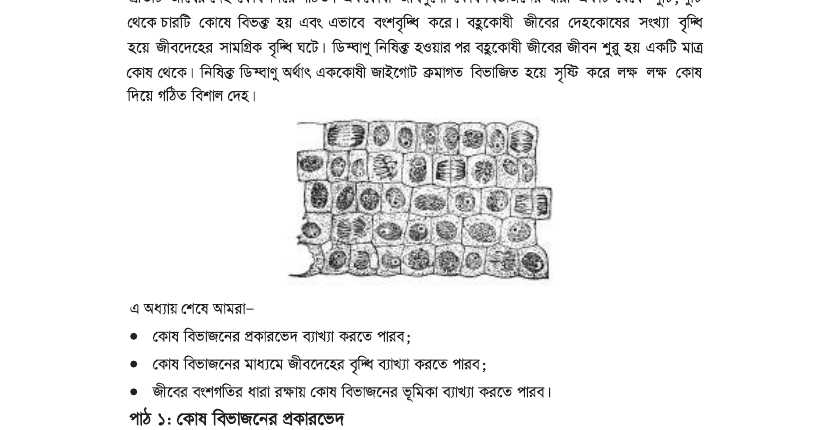 থেকে চারটি কোষে বিভক্ত হয় এবং এভাবে বংশবৃদ্ধি করে। বহুকোষী জীবের দেহকোষের সংখ্যা বৃদ্ধি
হয়ে জীবদেহের সামগ্রিক বৃদ্ধি ঘটে। ডিম্বাণু নিষিক্ত হওয়ার পর বহুকোষী জীবের জীবন শুরু হয় একটি মাত্র
কোষ থেকে। নিষিক্ত ডিম্বাণু অর্থাৎ এককোষী জাইগোট ক্রমাগত বিভাজিত হয়ে সৃষ্টি করে লক্ষ লক্ষ কোষ
দিয়ে গঠিত বিশাল দেহ।
এ অধ্যায় শেষে আমরা–
• কোষ বিভাজনের প্রকারভেদ ব্যাখ্যা করতে পারব;
• কোষ বিভাজনের মাধ্যমে জীবদেহের বৃদ্ধি ব্যাখ্যা করতে পারব;
• জীবের বংশগতির ধারা রক্ষায় কোষ বিভাজনের ভূমিকা ব্যাখ্যা করতে পারব।
পাঠ ১: কোষ বিভাজনের প্রকারভেদ